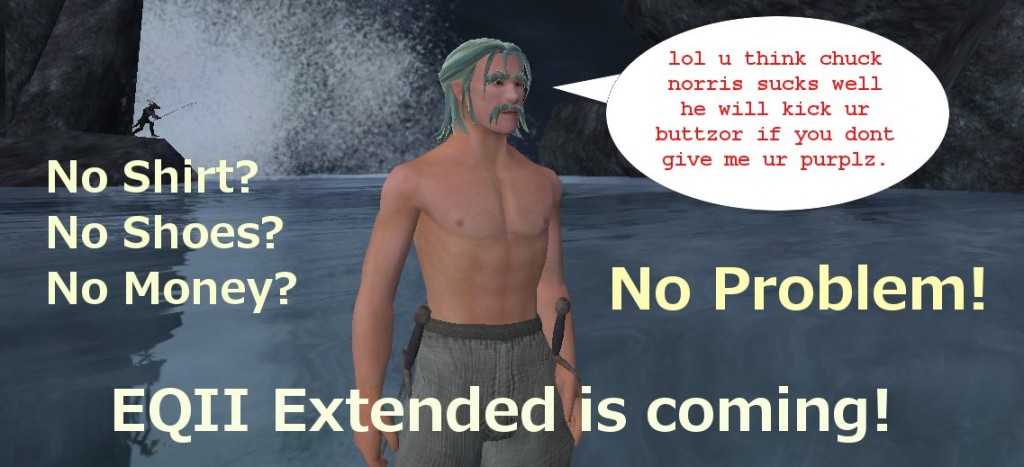 lol u think chuck
norris sucks well
he will kick ur
buttzor if you dont
give me ur purplz.
No Shirt?
No Shoes?
No Money?
No Problem!
EQII Extended is coming!